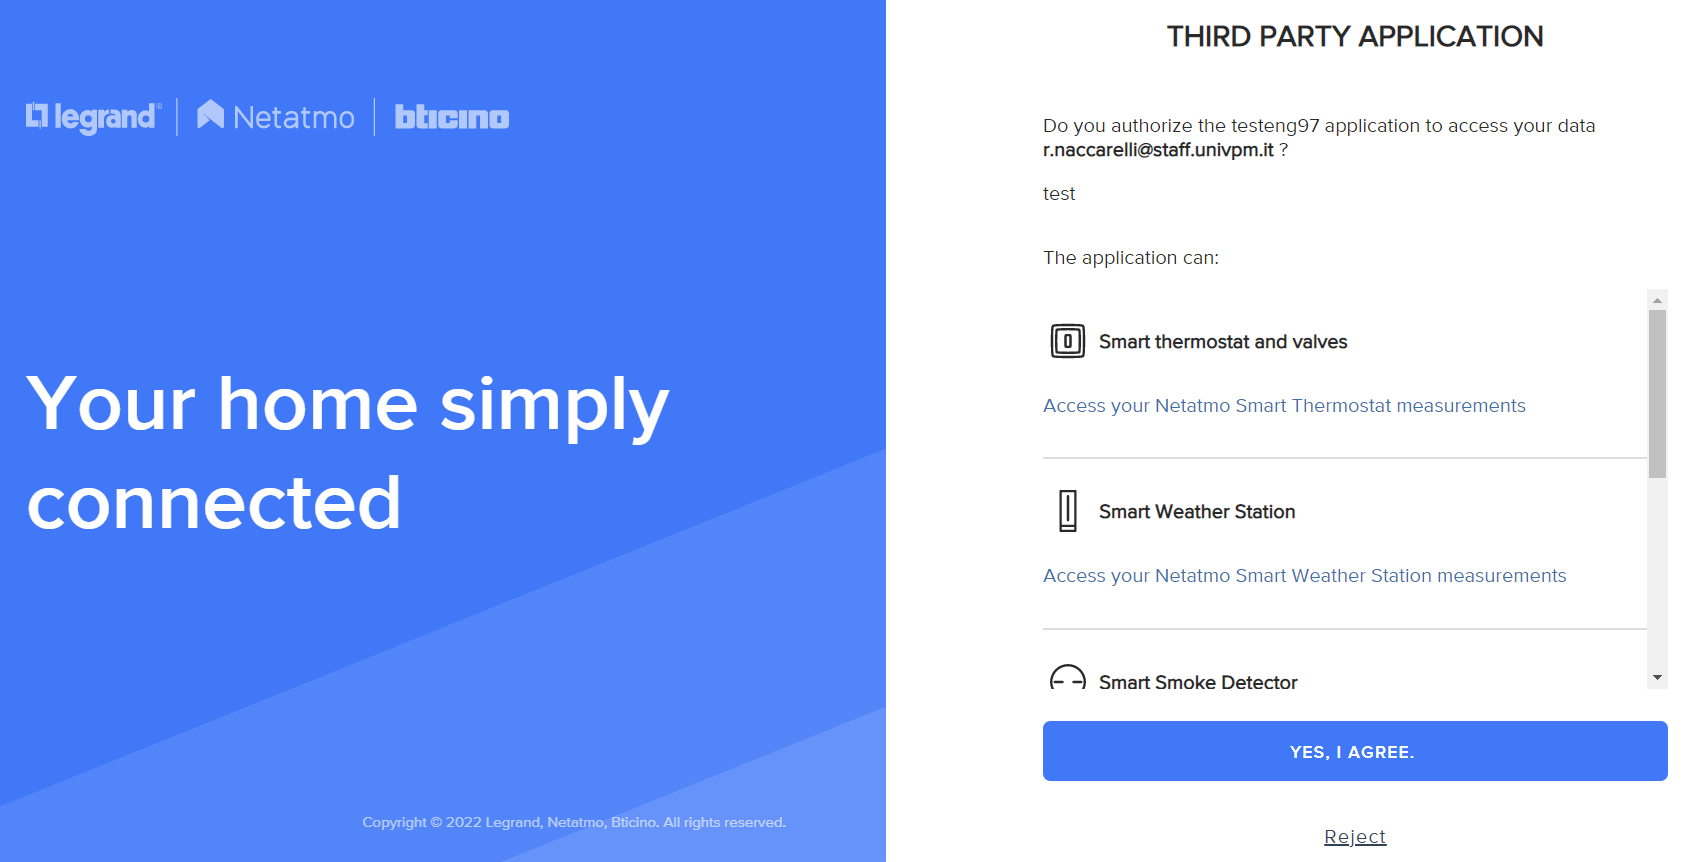 legrand®
Netatmo
bticino
Your home simply
connected
Copyright © 2022 Legrand, Netatmo, Bticino. All rights reserved.
THIRD PARTY APPLICATION
Do you authorize the testeng97 application to access your data
r.naccarelli@staff.univpm.it ?
test
The application can:
Smart thermostat and valves
Access your Netatmo Smart Thermostat measurements
Smart Weather Station
Access your Netatmo Smart Weather Station measurements
Smart Smoke Detector
YES, I AGREE.
Reject